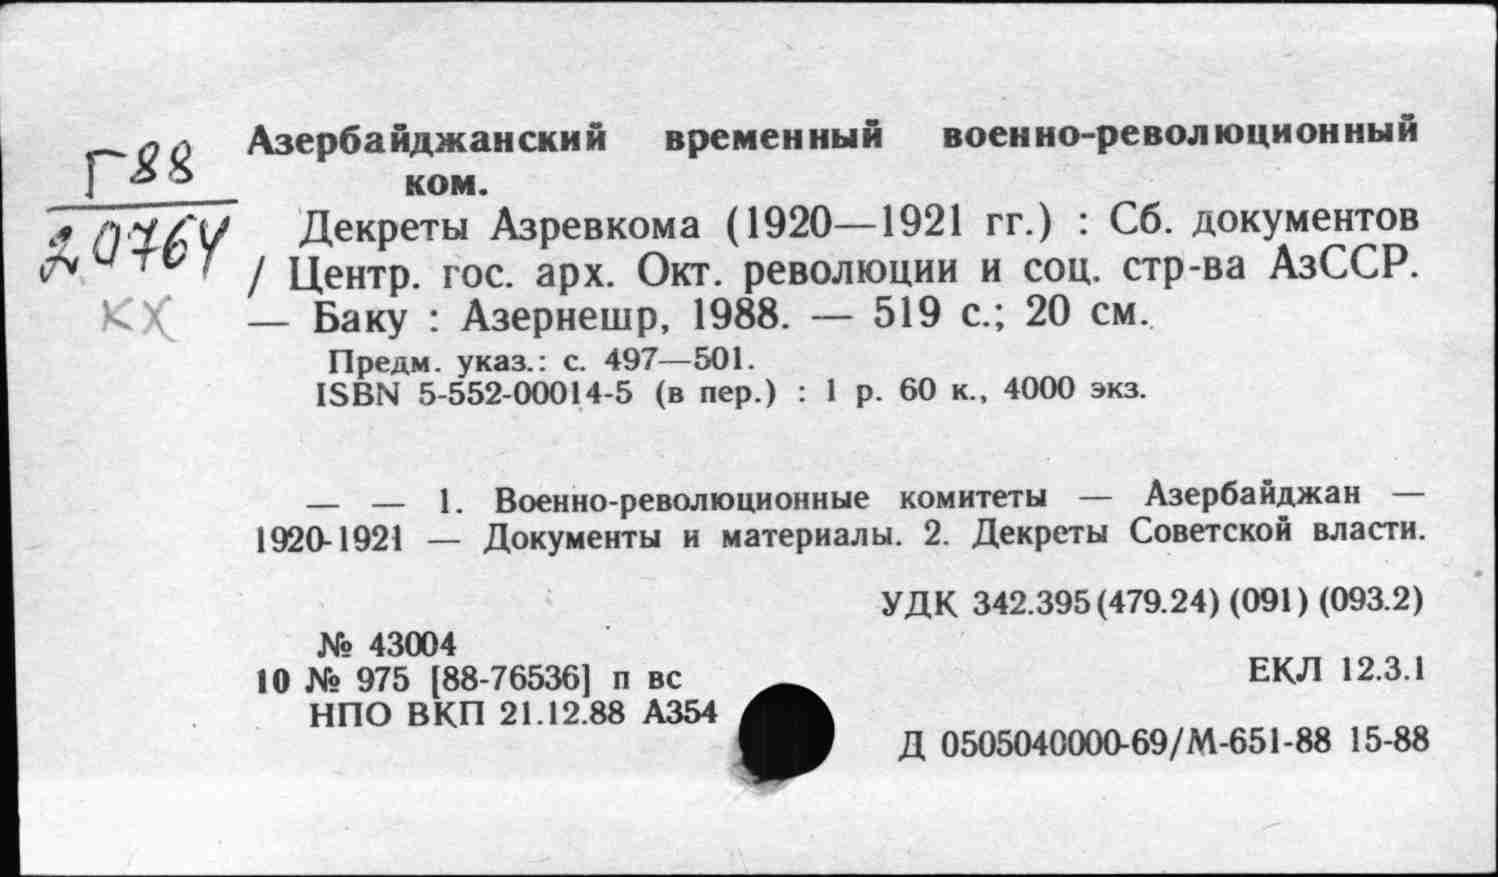 Г88
20764
КХ
Азербайджанский временный военно-революционный
ком.
Декреты Азревкома (1920—1921 гг.) : Сб. документов
/ Центр. гос. арх. Окт. революции и соц. стр-ва АзССР.
— Баку : Азернешр, 1988. — 519 с.; 20 см.
Предм. указ.: с. 497—501.
ISBN 5-552-00014-5 (в пер.) : 1 р. 60 к., 4000 экз.
— — 1. Военно-революционные комитеты — Азербайджан —
1920-1921 — Документы и материалы. 2. Декреты Советской власти.
УДК 342.395(479.24)(091)(093.2)
№ 43004
10 № 975 [88-76536] п вс
ЕКЛ 12.3.1
НПО ВКП 21.12.88 А354
Д 0505040000-69/М-651-88 15-88